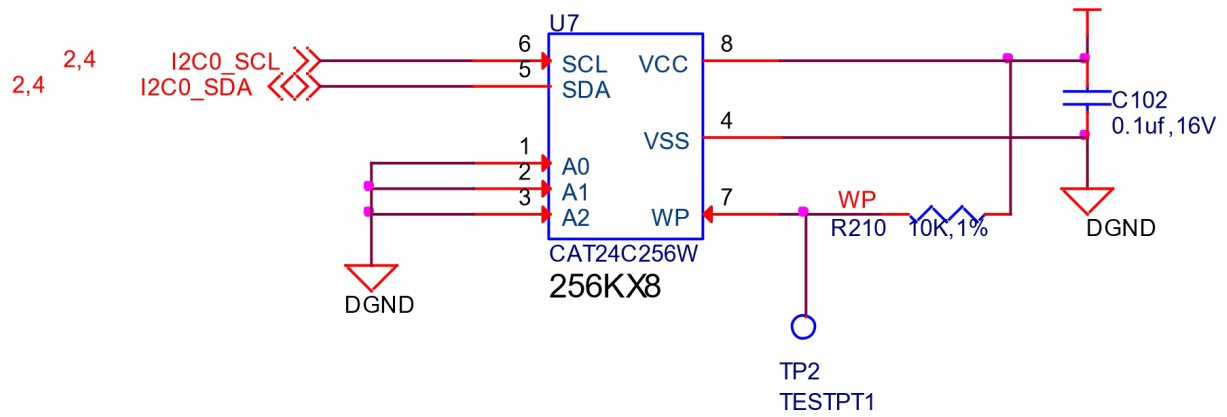 U7
2,4 I2C0_SCL 6 SCL VCC 8
2,4 I2C0_SDA 5 SDA
C102
0.1uf,16V
VSS 4
1 A0
2 A1
3 A2 WP 7 WP
R210 10K,1%
DGND
CAT24C256W
256KX8
DGND
TP2
TESTPT1